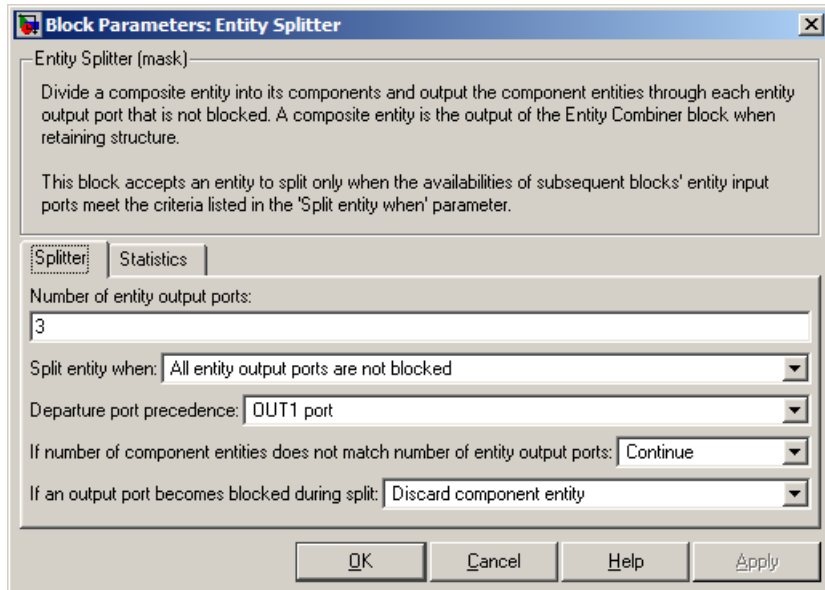 Block Parameters: Entity Splitter
Entity Splitter (mask)
Divide a composite entity into its components and output the component entities through each entity
output port that is not blocked. A composite entity is the output of the Entity Combiner block when
retaining structure.
This block accepts an entity to split only when the availabilities of subsequent blocks' entity input
ports meet the criteria listed in the 'Split entity when' parameter.
Splitter Statistics
Number of entity output ports:
3
Split entity when: All entity output ports are not blocked
Departure port precedence: OUT1 port
If number of component entities does not match number of entity output ports: Continue
If an output port becomes blocked during split: Discard component entity
OK Cancel Help Apply